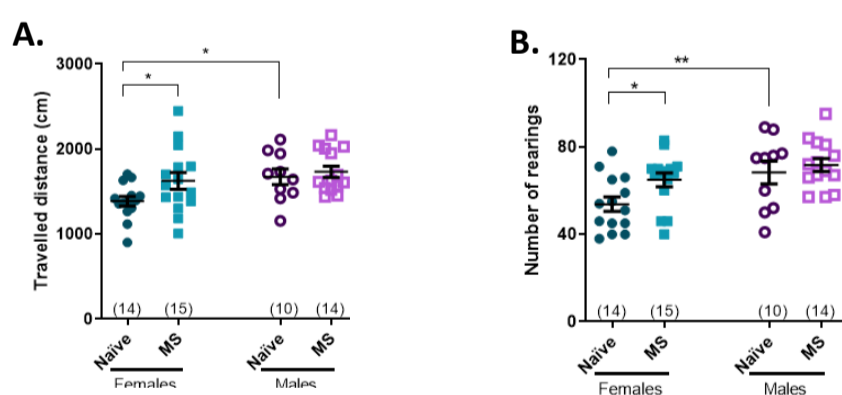 A.
Travelled distance (cm)
3000
2000
1000
0
*
*
(14)
(15)
(10)
(14)
Naïve
MS
Naïve
MS
Females
Males
B.
Number of rearings
120
80
40
0
**
*
(14)
(15)
(10)
(14)
Naïve
MS
Naïve
MS
Females
Males